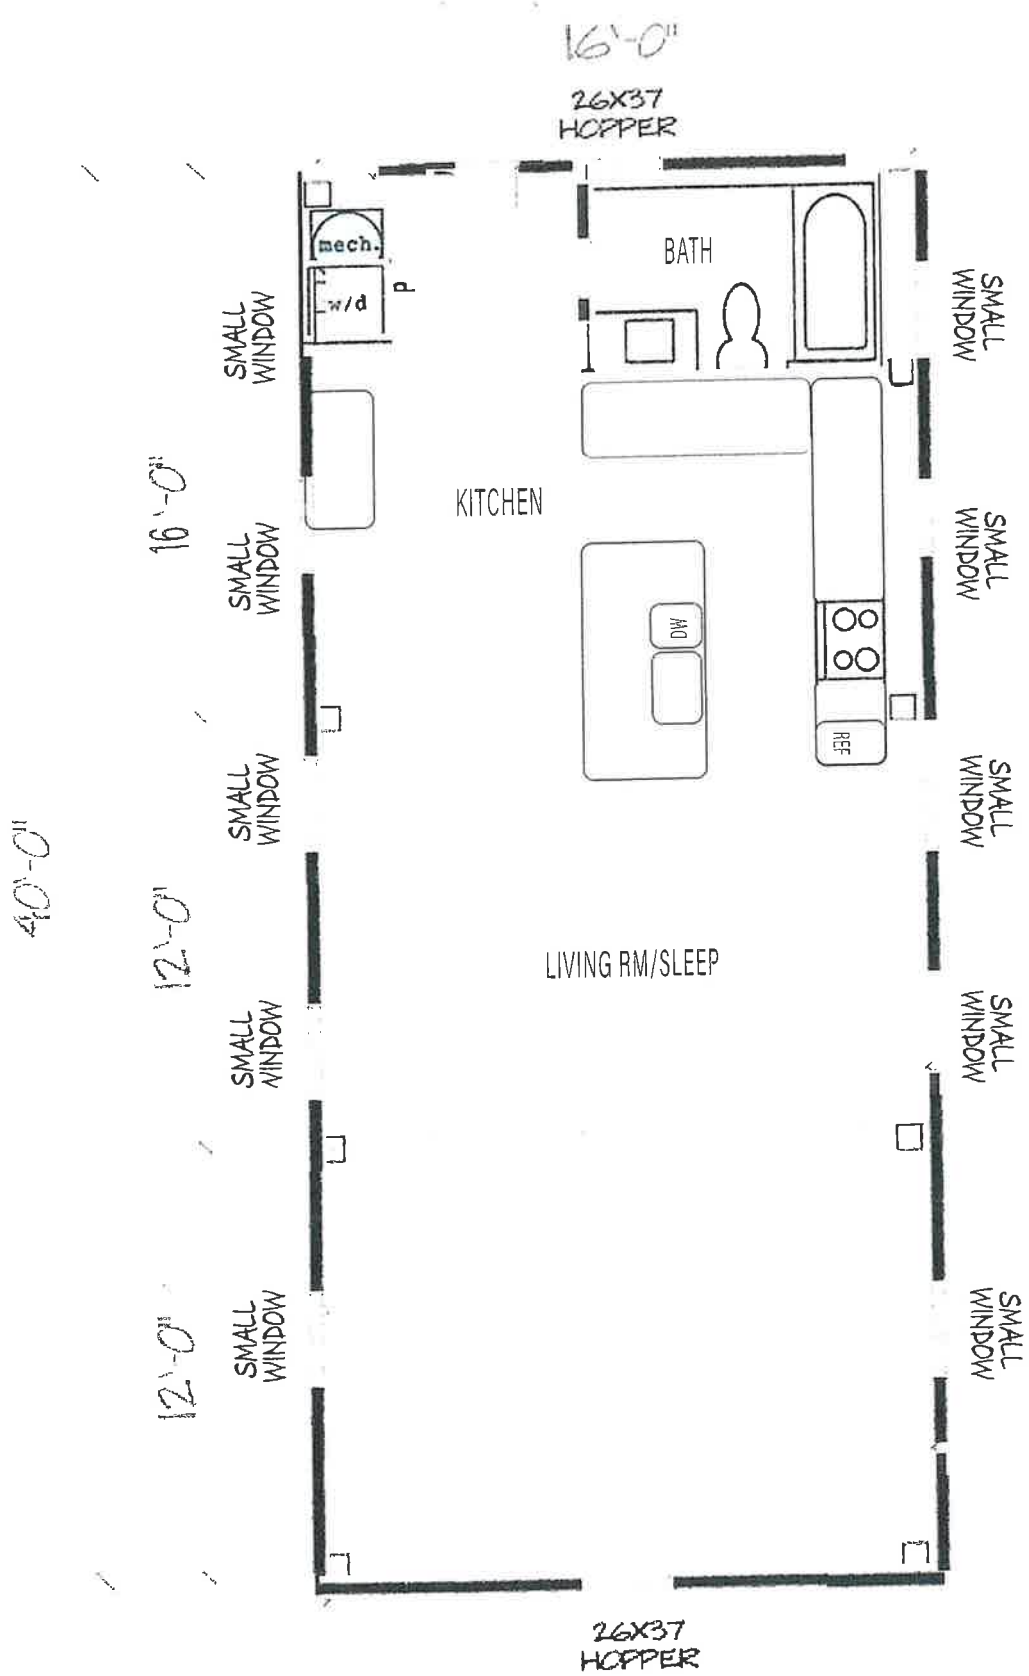 16'-0"
26X37
HOPPER
mech.
BATH
P
w/d
SMALL
WINDOW
SMALL
WINDOW
KITCHEN
16'-0"
SMALL
WINDOW
SMALL
WINDOW
DW
REF
SMALL
WINDOW
SMALL
WINDOW
40'-0"
12'-0"
LIVING RM/SLEEP
SMALL
WINDOW
SMALL
WINDOW
12'-0"
SMALL
WINDOW
SMALL
WINDOW
26X37
HOPPER